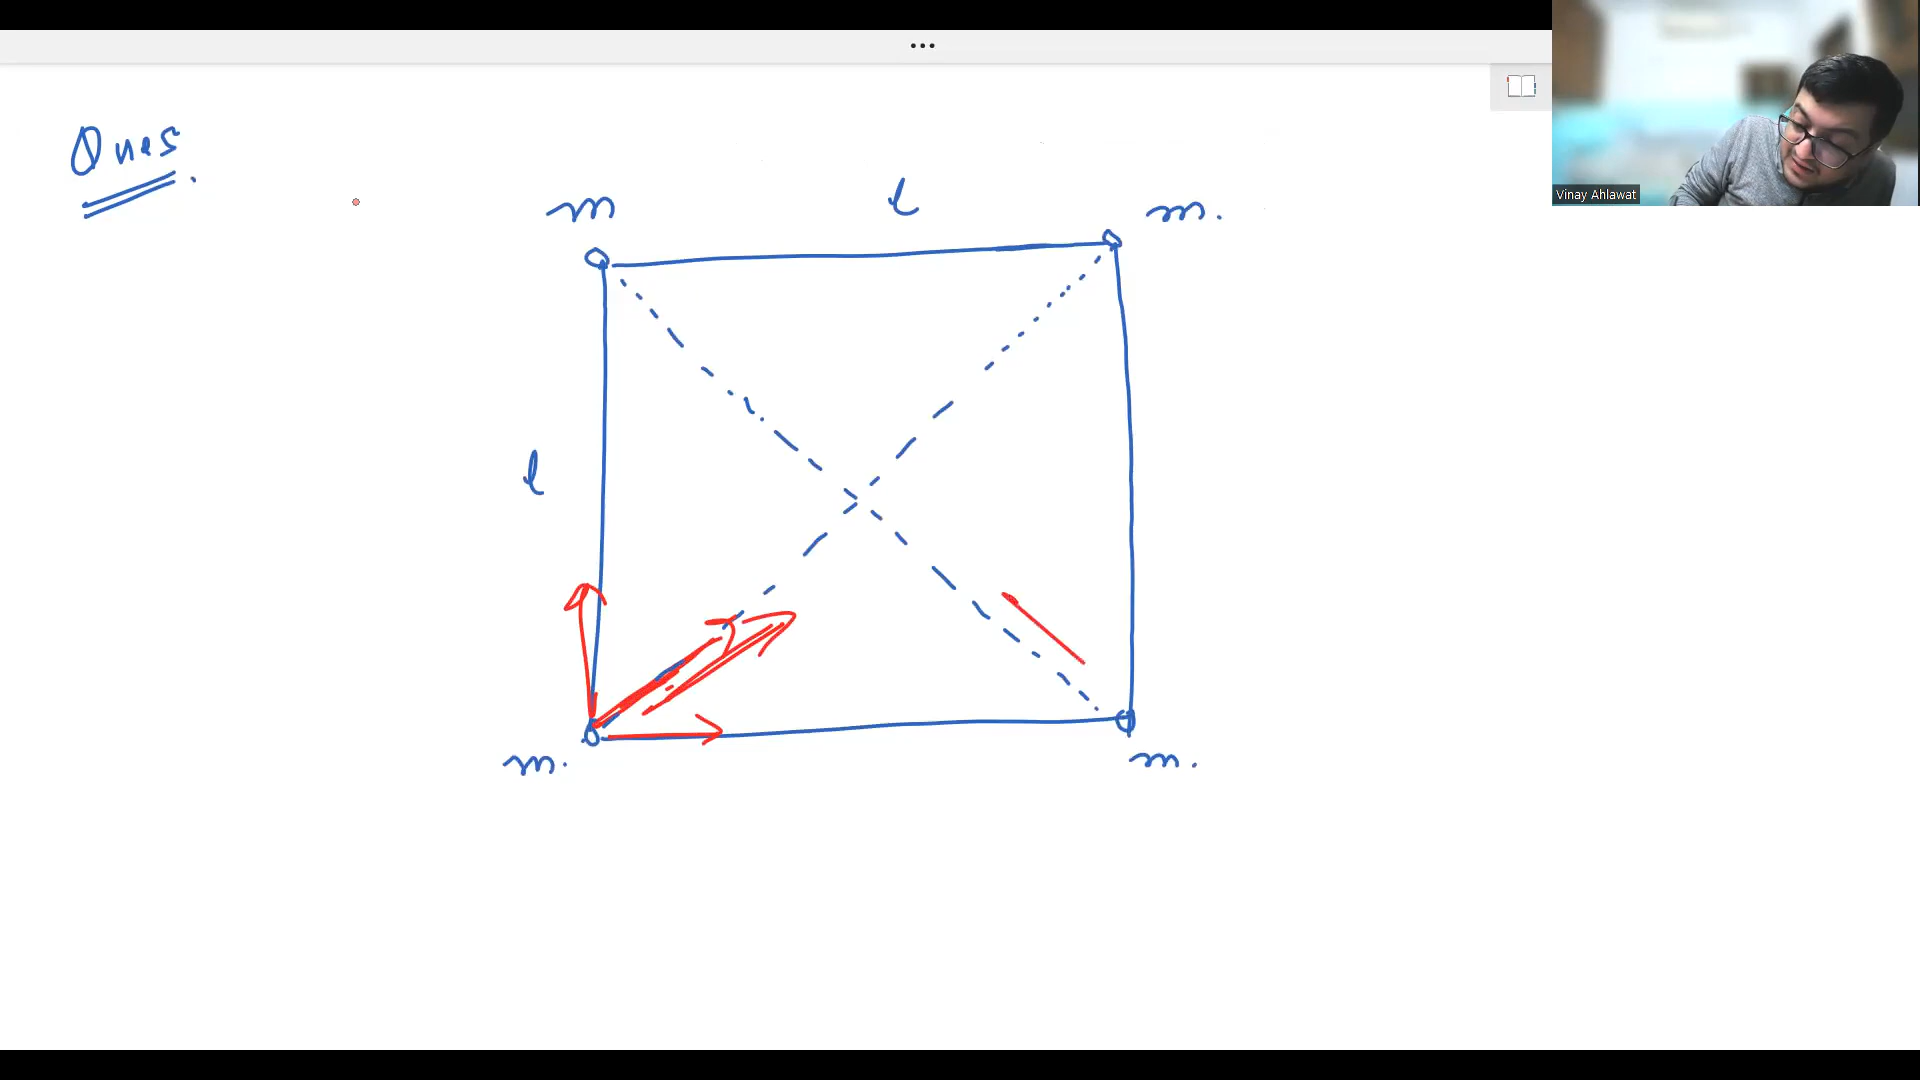 •••
Ques.
m l m.
l
m. m.
Vinay Ahlawat